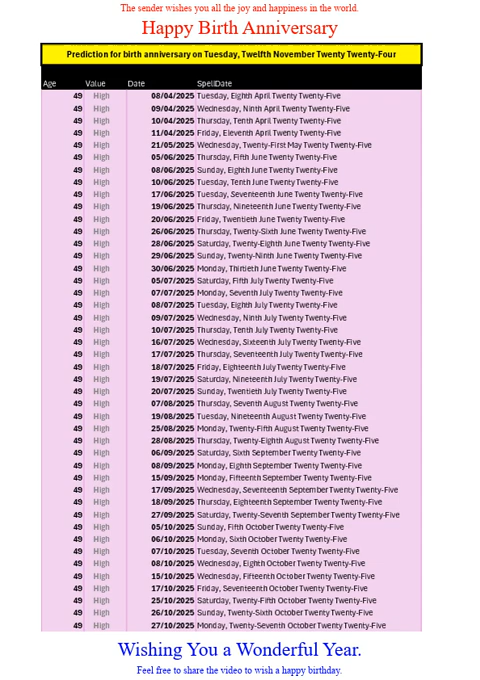 The sender wishes you all the joy and happiness in the world.
Happy Birth Anniversary
Prediction for birth anniversary on Tuesday, Twelfth November Twenty Twenty-Four
Age Value Date SpellDate
49 High 08/04/2025 Tuesday, Eighth April Twenty Twenty-Five
49 High 09/04/2025 Wednesday, Ninth April Twenty Twenty-Five
49 High 10/04/2025 Thursday, Tenth April Twenty Twenty-Five
49 High 11/04/2025 Friday, Eleventh April Twenty Twenty-Five
49 High 21/05/2025 Wednesday, Twenty-First May Twenty Twenty-Five
49 High 05/06/2025 Thursday, Fifth June Twenty Twenty-Five
49 High 08/06/2025 Sunday, Eighth June Twenty Twenty-Five
49 High 10/06/2025 Tuesday, Tenth June Twenty Twenty-Five
49 High 17/06/2025 Tuesday, Seventeenth June Twenty Twenty-Five
49 High 19/06/2025 Thursday, Nineteenth June Twenty Twenty-Five
49 High 20/06/2025 Friday, Twentieth June Twenty Twenty-Five
49 High 26/06/2025 Thursday, Twenty-Sixth June Twenty Twenty-Five
49 High 28/06/2025 Saturday, Twenty-Eighth June Twenty Twenty-Five
49 High 29/06/2025 Sunday, Twenty-Ninth June Twenty Twenty-Five
49 High 30/06/2025 Monday, Thirtieth June Twenty Twenty-Five
49 High 05/07/2025 Saturday, Fifth July Twenty Twenty-Five
49 High 07/07/2025 Monday, Seventh July Twenty Twenty-Five
49 High 08/07/2025 Tuesday, Eighth July Twenty Twenty-Five
49 High 09/07/2025 Wednesday, Ninth July Twenty Twenty-Five
49 High 10/07/2025 Thursday, Tenth July Twenty Twenty-Five
49 High 16/07/2025 Wednesday, Sixteenth July Twenty Twenty-Five
49 High 17/07/2025 Thursday, Seventeenth July Twenty Twenty-Five
49 High 18/07/2025 Friday, Eighteenth July Twenty Twenty-Five
49 High 19/07/2025 Saturday, Nineteenth July Twenty Twenty-Five
49 High 20/07/2025 Sunday, Twentieth July Twenty Twenty-Five
49 High 07/08/2025 Thursday, Seventh August Twenty Twenty-Five
49 High 19/08/2025 Tuesday, Nineteenth August Twenty Twenty-Five
49 High 25/08/2025 Monday, Twenty-Fifth August Twenty Twenty-Five
49 High 28/08/2025 Thursday, Twenty-Eighth August Twenty Twenty-Five
49 High 06/09/2025 Saturday, Sixth September Twenty Twenty-Five
49 High 08/09/2025 Monday, Eighth September Twenty Twenty-Five
49 High 15/09/2025 Monday, Fifteenth September Twenty Twenty-Five
49 High 17/09/2025 Wednesday, Seventeenth September Twenty Twenty-Five
49 High 18/09/2025 Thursday, Eighteenth September Twenty Twenty-Five
49 High 27/09/2025 Saturday, Twenty-Seventh September Twenty Twenty-Five
49 High 05/10/2025 Sunday, Fifth October Twenty Twenty-Five
49 High 06/10/2025 Monday, Sixth October Twenty Twenty-Five
49 High 07/10/2025 Tuesday, Seventh October Twenty Twenty-Five
49 High 08/10/2025 Wednesday, Eighth October Twenty Twenty-Five
49 High 15/10/2025 Wednesday, Fifteenth October Twenty Twenty-Five
49 High 17/10/2025 Friday, Seventeenth October Twenty Twenty-Five
49 High 25/10/2025 Saturday, Twenty-Fifth October Twenty Twenty-Five
49 High 26/10/2025 Sunday, Twenty-Sixth October Twenty Twenty-Five
49 High 27/10/2025 Monday, Twenty-Seventh October Twenty Twenty-Five
Wishing You a Wonderful Year.
Feel free to share the video to wish a happy birthday.